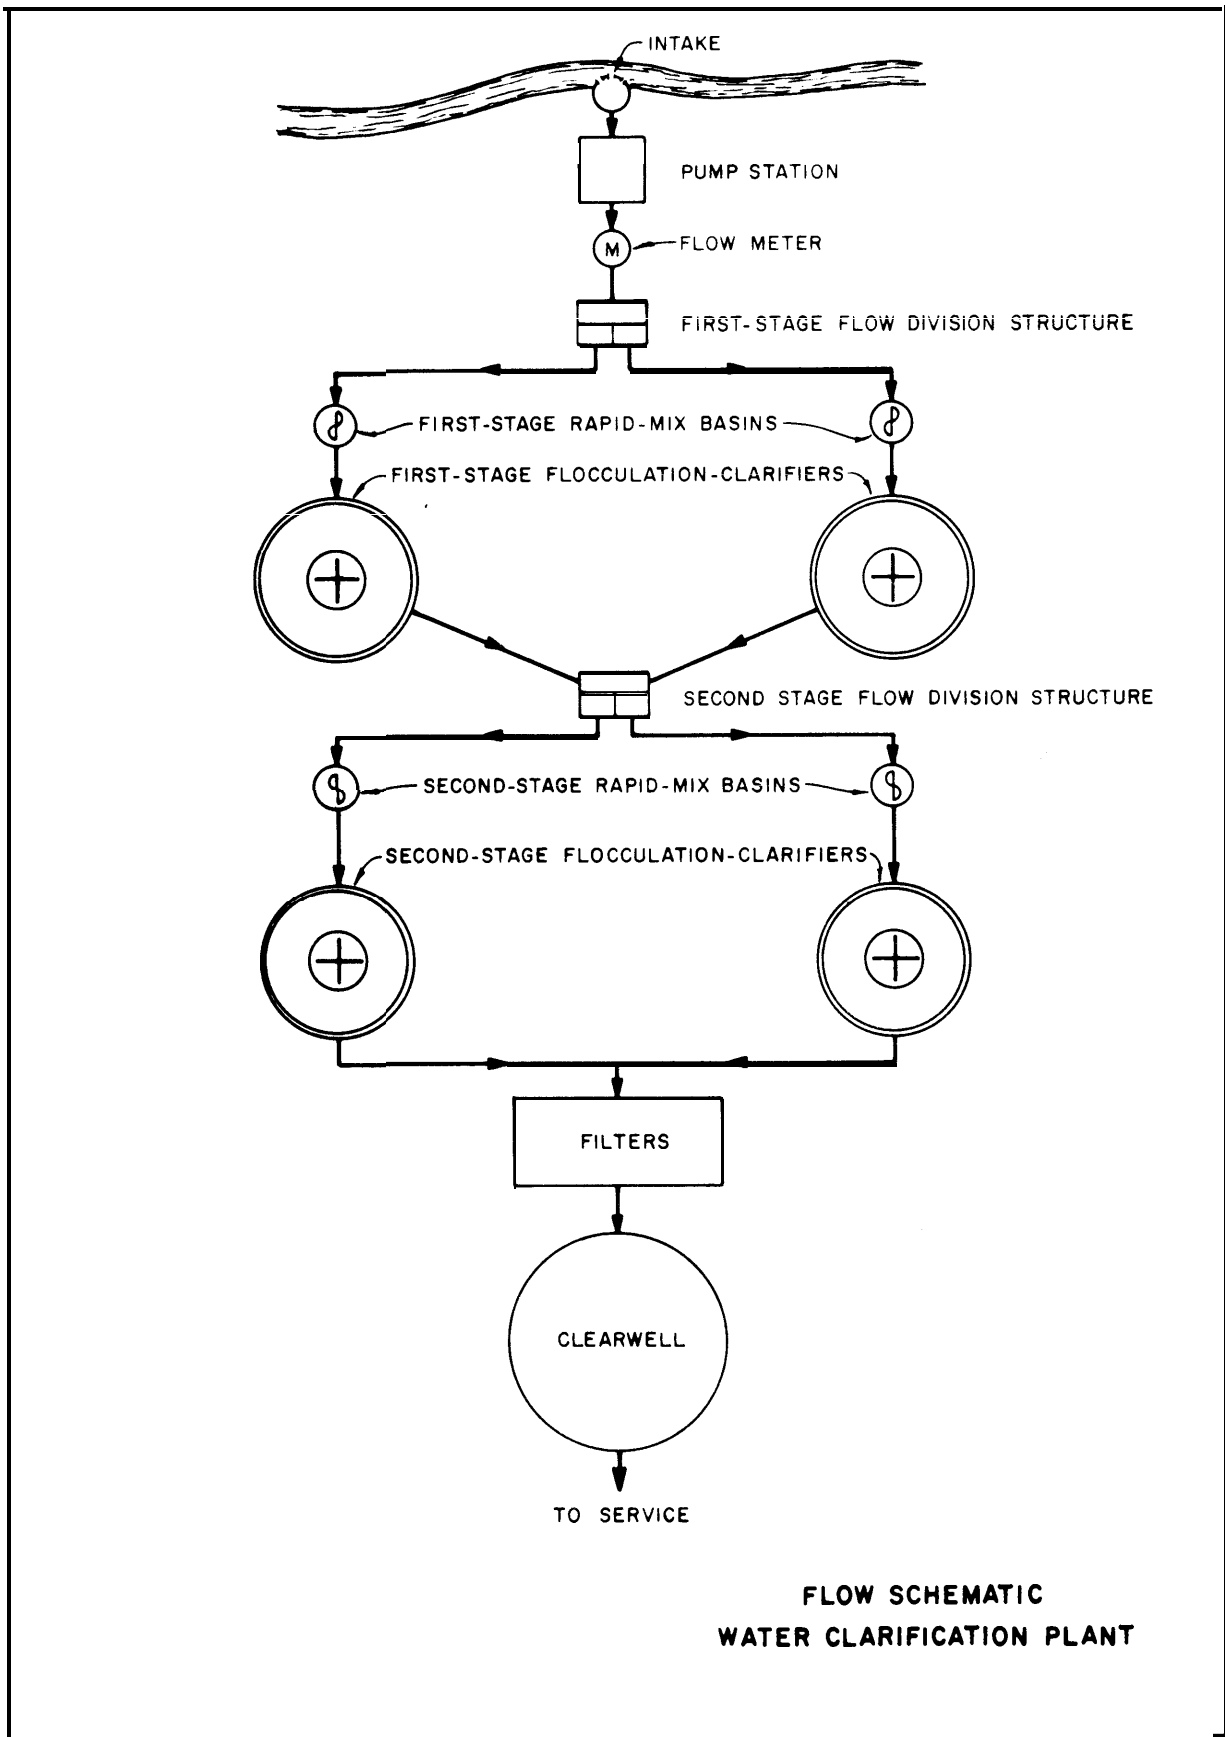 INTAKE
PUMP STATION
M
FLOW METER
FIRST-STAGE FLOW DIVISION STRUCTURE
FIRST-STAGE RAPID-MIX BASINS
FIRST-STAGE FLOCCULATION-CLARIFIERS
SECOND STAGE FLOW DIVISION STRUCTURE
SECOND-STAGE RAPID-MIX BASINS
SECOND-STAGE FLOCCULATION-CLARIFIERS
FILTERS
CLEARWELL
TO SERVICE
FLOW SCHEMATIC
WATER CLARIFICATION PLANT